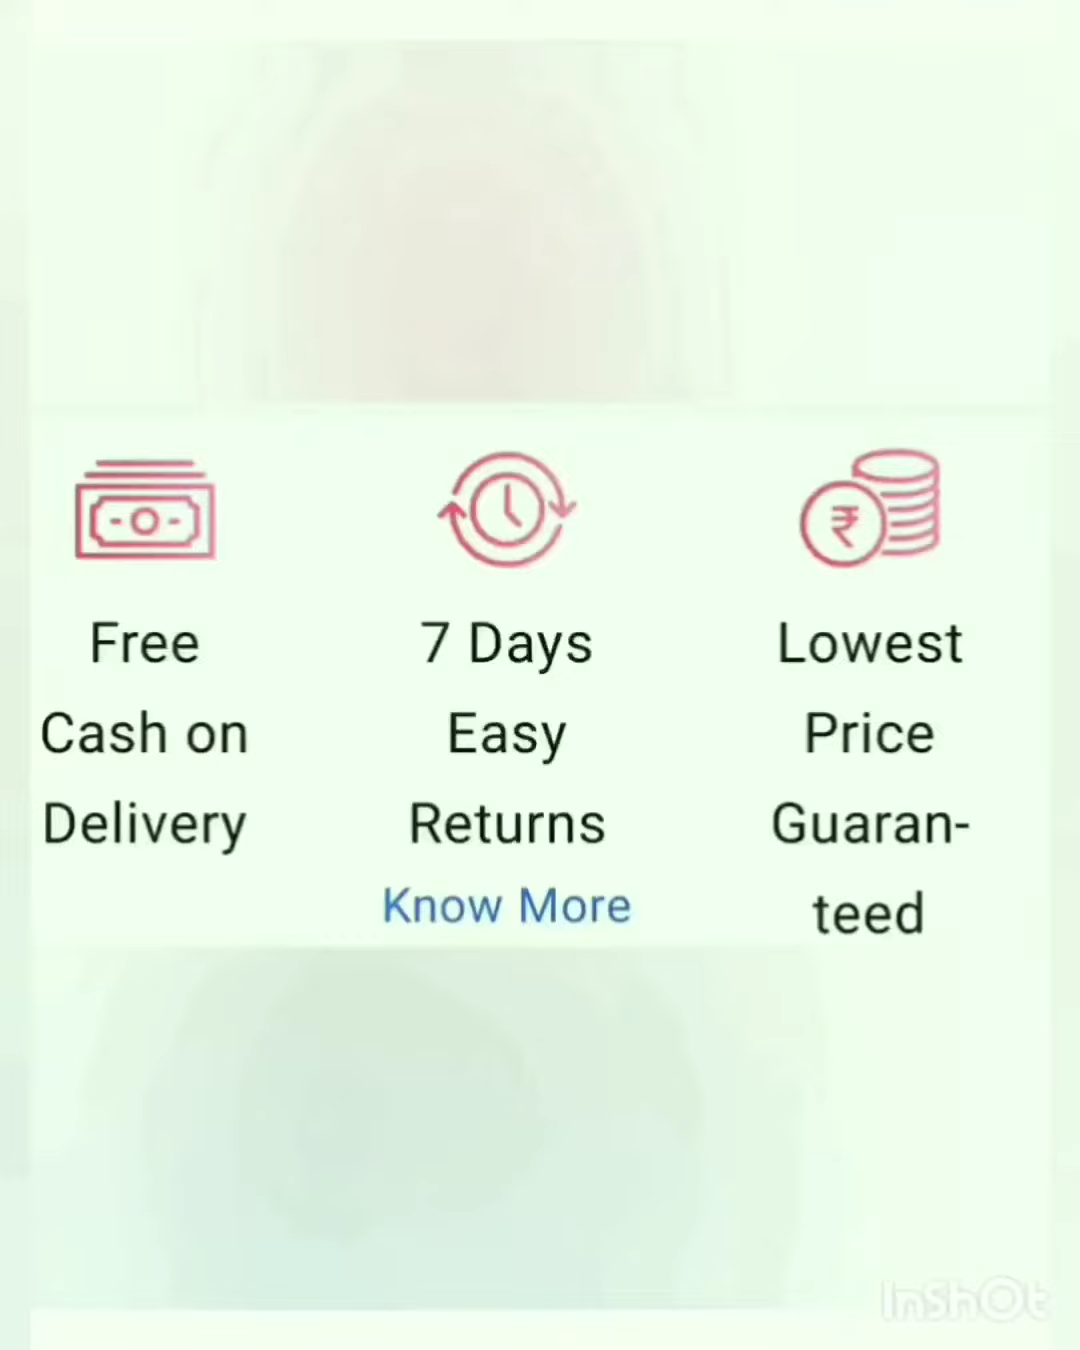 Free
Cash on
Delivery
7 Days
Easy
Returns
Know More
Lowest
Price
Guaran-
teed
InShOt